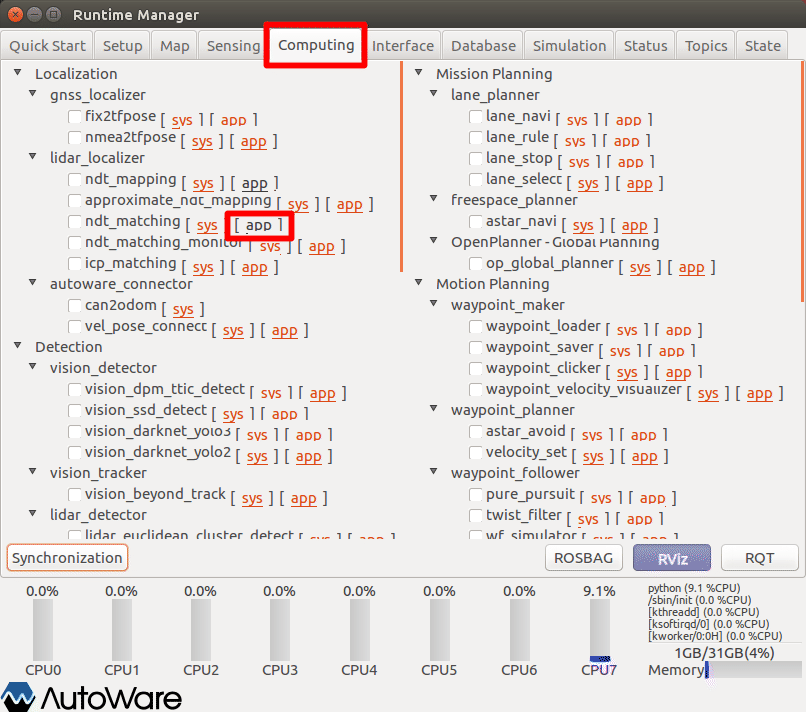 Runtime Manager
Quick Start Setup Map Sensing Computing Interface Database Simulation Status Topics State
Localization
gnss_localizer
fix2tfpose [ sys ] [ app ]
nmea2tfpose [ sys ] [ app ]
lidar_localizer
ndt_mapping [ sys ] [ app ]
approximate_ndt_mapping [ sys ] [ app ]
ndt_matching [ sys ] [ app ]
ndt_matching_monitor [ sys ] [ app ]
icp_matching [ sys ] [ app ]
autoware_connector
can2odom [ sys ]
vel_pose_connect [ sys ] [ app ]
Detection
vision_detector
vision_dpm_ttic_detect [ sys ] [ app ]
vision_ssd_detect [ sys ] [ app ]
vision_darknet_yolo3 [ sys ] [ app ]
vision_darknet_yolo2 [ sys ] [ app ]
vision_tracker
vision_beyond_track [ sys ] [ app ]
lidar_detector
lidar_euclidean_cluster_detect [ sys ] [ app ]
Mission Planning
lane_planner
lane_navi [ sys ] [ app ]
lane_rule [ sys ] [ app ]
lane_stop [ sys ] [ app ]
lane_select [ sys ] [ app ]
freespace_planner
astar_navi [ sys ] [ app ]
OpenPlanner - Global Planning
op_global_planner [ sys ] [ app ]
Motion Planning
waypoint_maker
waypoint_loader [ sys ] [ app ]
waypoint_saver [ sys ] [ app ]
waypoint_clicker [ sys ] [ app ]
waypoint_velocity_visualizer [ sys ] [ app ]
waypoint_planner
astar_avoid [ sys ] [ app ]
velocity_set [ sys ] [ app ]
waypoint_follower
pure_pursuit [ sys ] [ app ]
twist_filter [ sys ] [ app ]
wf_simulator [ sys ] [ app ]
Synchronization ROSBAG RViz RQT
0.0% 0.0% 0.0% 0.0% 0.0% 0.0% 0.0% 9.1%
CPU0 CPU1 CPU2 CPU3 CPU4 CPU5 CPU6 CPU7
python (9.1 %CPU)
/sbin/init (0.0 %CPU)
[kthreadd] (0.0 %CPU)
[ksoftirqd/0] (0.0 %CPU)
[kworker/0:0H] (0.0 %CPU)
1GB/31GB(4%)
Memory
AutoWare